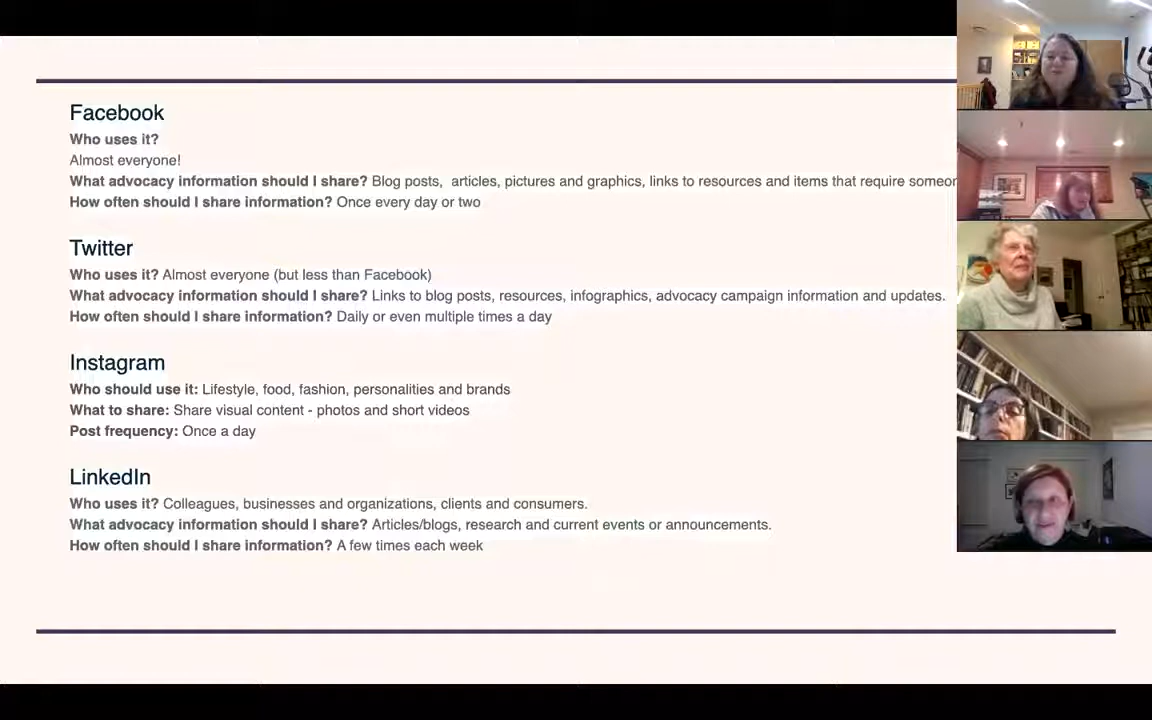 Facebook
Who uses it?
Almost everyone!
What advocacy information should I share? Blog posts,  articles, pictures and graphics, links to resources and items that require
How often should I share information? Once every day or two
Twitter
Who uses it? Almost everyone (but less than Facebook)
What advocacy information should I share? Links to blog posts, resources, infographics, advocacy campaign information and updates.
How often should I share information? Daily or even multiple times a day
Instagram
Who should use it: Lifestyle, food, fashion, personalities and brands
What to share: Share visual content - photos and short videos
Post frequency: Once a day
LinkedIn
Who uses it? Colleagues, businesses and organizations, clients and consumers.
What advocacy information should I share? Articles/blogs, research and current events or announcements.
How often should I share information? A few times each week